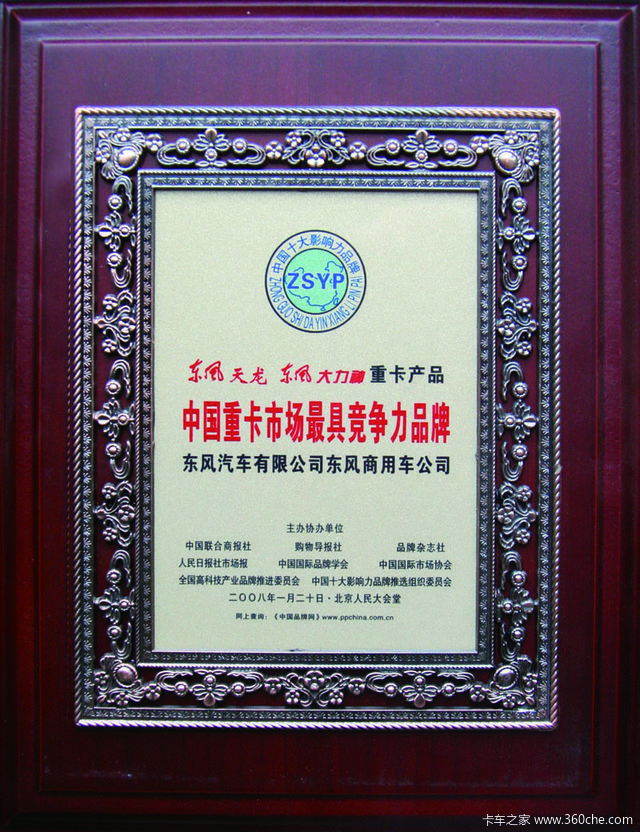 中国十大影响力品牌
ZSYP
ZHONG GUO SHI DA YIN XIANG LI PIN PAI
东风天龙 东风大力神 重卡产品
中国重卡市场最具竞争力品牌
东风汽车有限公司东风商用车公司
主办协办单位
中国联合商报社 购物导报社 品牌杂志社
人民日报社市场报 中国国际品牌学会 中国国际市场协会
全国高科技产业品牌推进委员会 中国十大影响力品牌推选组织委员会
二〇〇八年一月二十日·北京人民大会堂
网上查询：《中国品牌网》www.ppchina.com.cn
卡车之家 www.360che.com